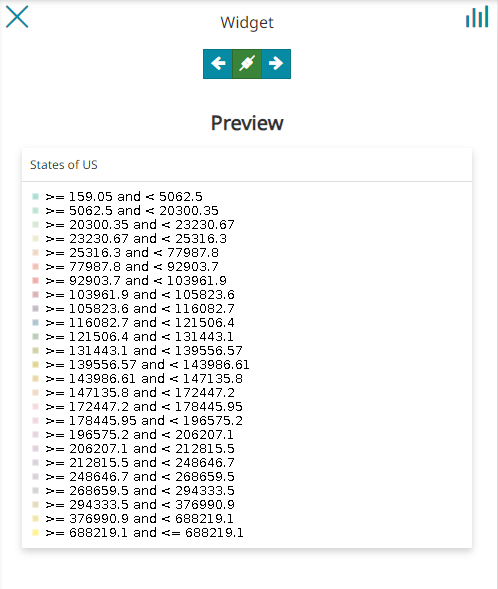 Widget
Preview
States of US
>= 159.05 and < 5062.5
>= 5062.5 and < 20300.35
>= 20300.35 and < 23230.67
>= 23230.67 and < 25316.3
>= 25316.3 and < 77987.8
>= 77987.8 and < 92903.7
>= 92903.7 and < 103961.9
>= 103961.9 and < 105823.6
>= 105823.6 and < 116082.7
>= 116082.7 and < 121506.4
>= 121506.4 and < 131443.1
>= 131443.1 and < 139556.57
>= 139556.57 and < 143986.61
>= 143986.61 and < 147135.8
>= 147135.8 and < 172447.2
>= 172447.2 and < 178445.95
>= 178445.95 and < 196575.2
>= 196575.2 and < 206207.1
>= 206207.1 and < 212815.5
>= 212815.5 and < 248646.7
>= 248646.7 and < 268659.5
>= 268659.5 and < 294333.5
>= 294333.5 and < 376990.9
>= 376990.9 and < 688219.1
>= 688219.1 and <= 688219.1